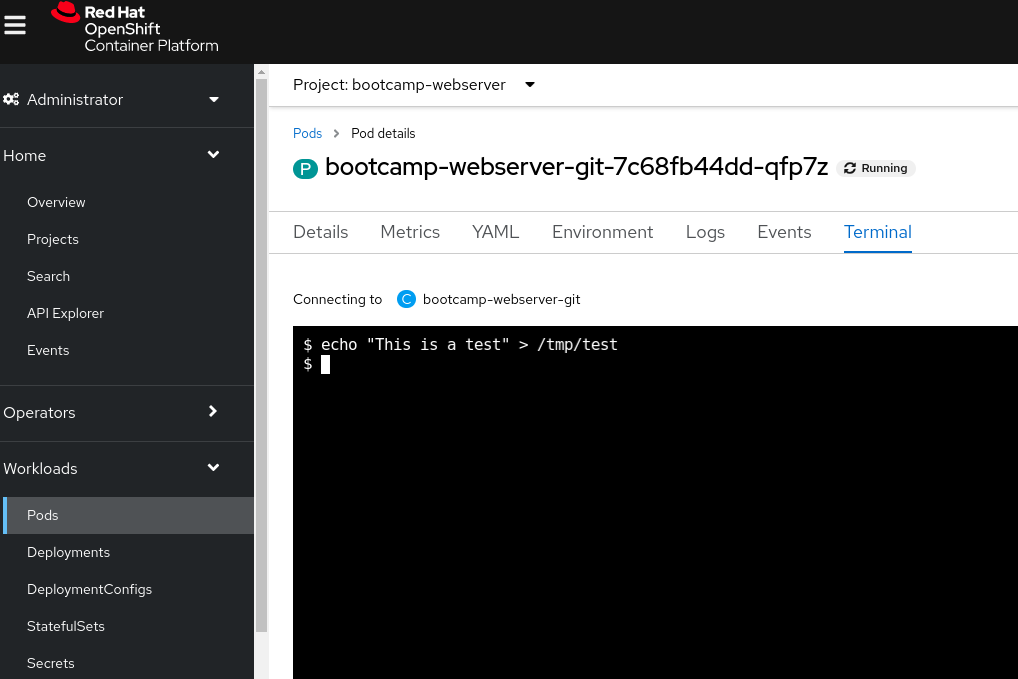 Red Hat
OpenShift
Container Platform
Administrator
Home
Overview
Projects
Search
API Explorer
Events
Operators
Workloads
Pods
Deployments
DeploymentConfigs
StatefulSets
Secrets
Project: bootcamp-webserver
Pods > Pod details
P bootcamp-webserver-git-7c68fb44dd-qfp7z Running
Details Metrics YAML Environment Logs Events Terminal
Connecting to C bootcamp-webserver-git
$ echo "This is a test" > /tmp/test
$